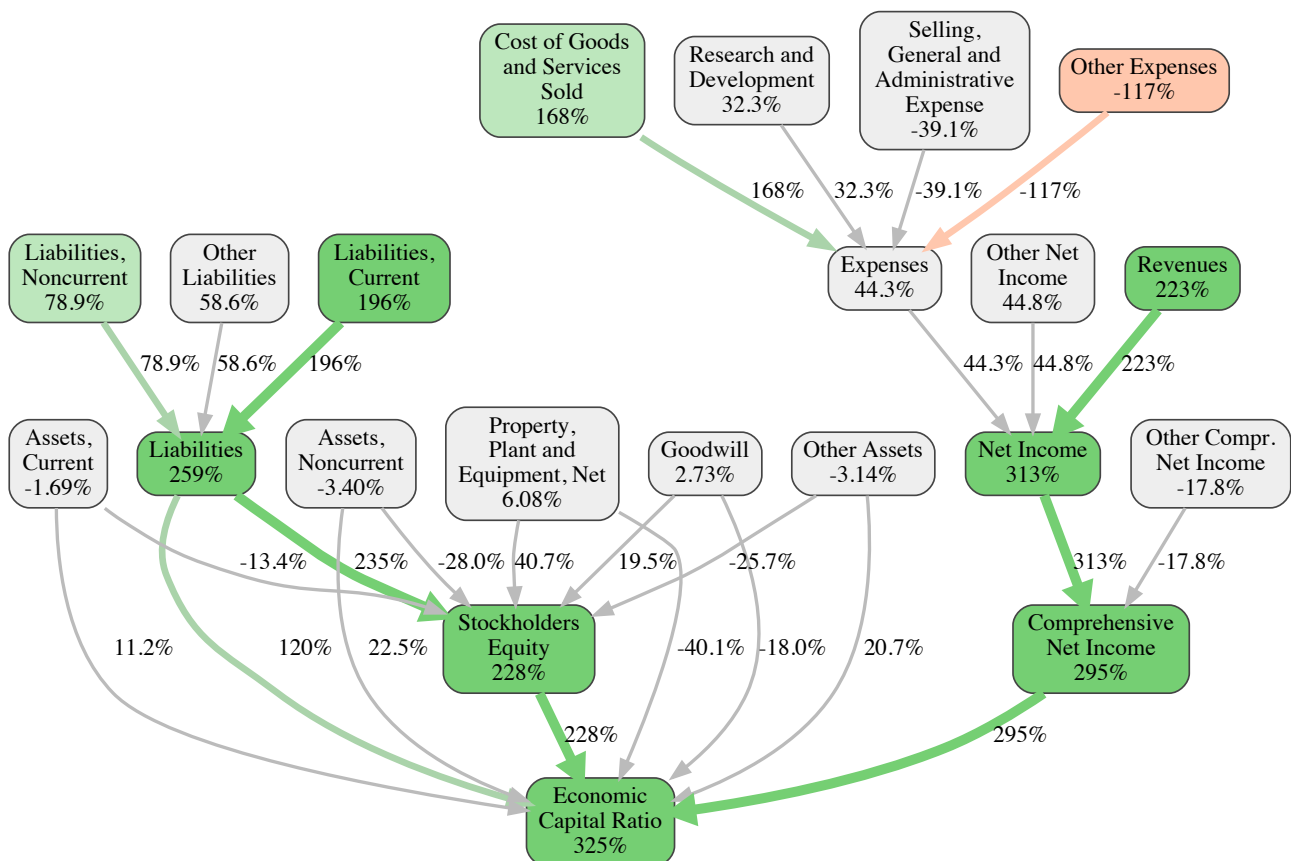 Cost of Goods
and Services
Sold
168%
Research and
Development
32.3%
Selling,
General and
Administrative
Expense
-39.1%
Other Expenses
-117%
168%
32.3%
-39.1%
-117%
Liabilities,
Noncurrent
78.9%
Other
Liabilities
58.6%
Liabilities,
Current
196%
Expenses
44.3%
Other Net
Income
44.8%
Revenues
223%
78.9%
58.6%
196%
44.3%
44.8%
223%
Assets,
Current
-1.69%
Liabilities
259%
Assets,
Noncurrent
-3.40%
Property,
Plant and
Equipment, Net
6.08%
Goodwill
2.73%
Other Assets
-3.14%
Net Income
313%
Other Compr.
Net Income
-17.8%
-13.4%
235%
-28.0%
40.7%
19.5%
-25.7%
313%
-17.8%
Stockholders
Equity
228%
Comprehensive
Net Income
295%
11.2%
120%
22.5%
-40.1%
-18.0%
20.7%
228%
295%
Economic
Capital Ratio
325%